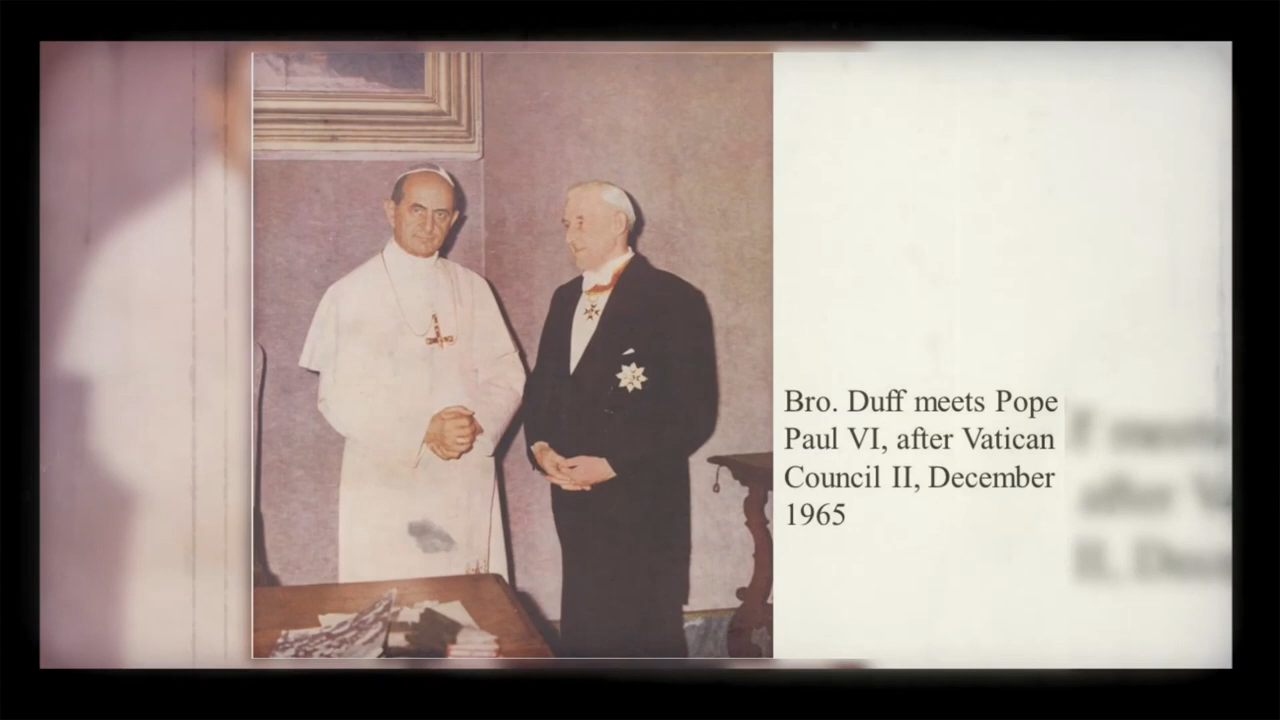 Bro. Duff meets Pope
Paul VI, after Vatican
Council II, December
1965